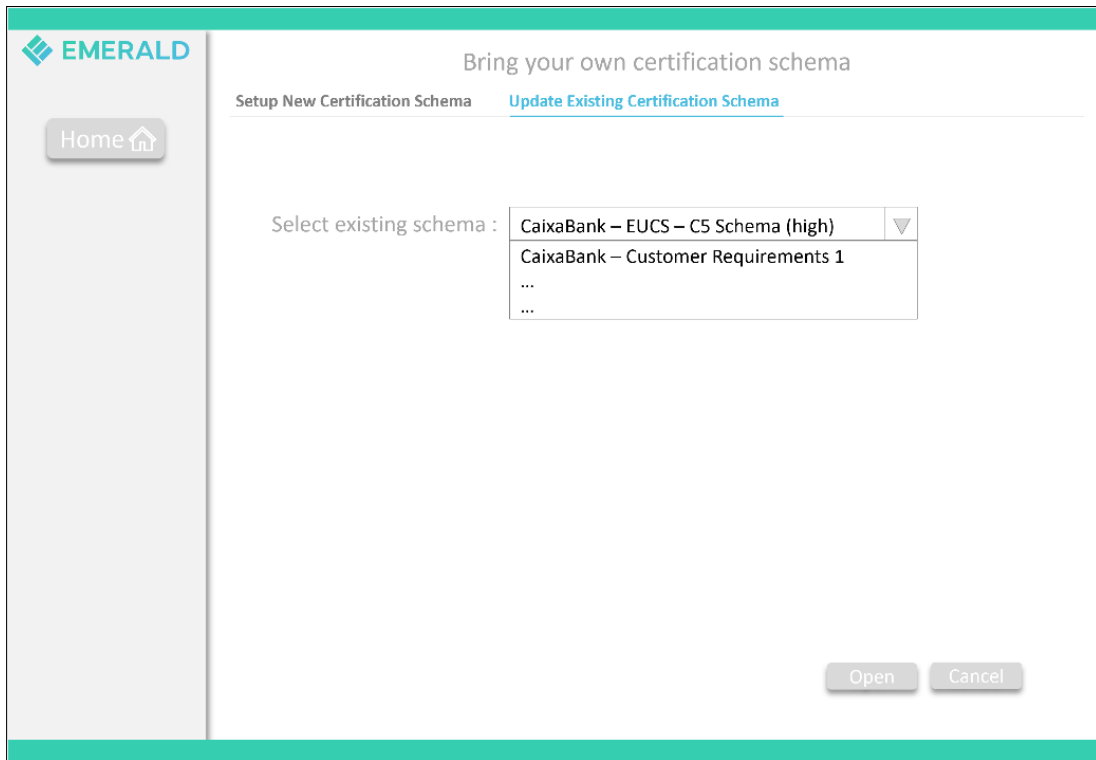 EMERALD
Bring your own certification schema
Setup New Certification Schema Update Existing Certification Schema
Home
Select existing schema : CaixaBank – EUCS – C5 Schema (high)
CaixaBank – Customer Requirements 1
...
...
Open Cancel